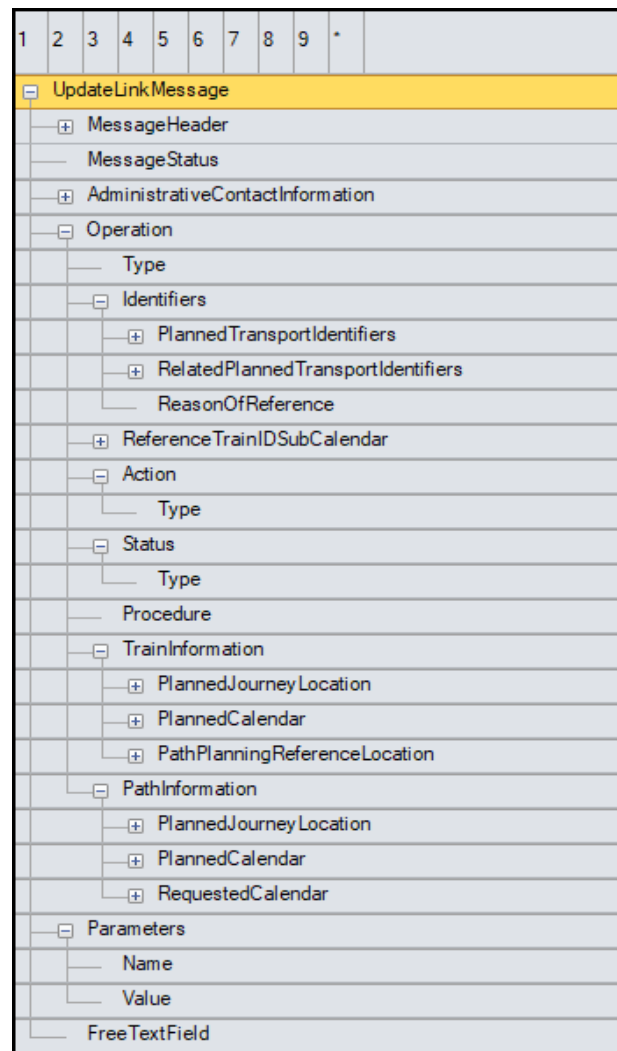 1 2 3 4 5 6 7 8 9 *
UpdateLinkMessage
MessageHeader
MessageStatus
AdministrativeContactInformation
Operation
Type
Identifiers
PlannedTransportIdentifiers
RelatedPlannedTransportIdentifiers
ReasonOfReference
ReferenceTrainIDSubCalendar
Action
Type
Status
Type
Procedure
TrainInformation
PlannedJourneyLocation
PlannedCalendar
PathPlanningReferenceLocation
PathInformation
PlannedJourneyLocation
PlannedCalendar
RequestedCalendar
Parameters
Name
Value
FreeTextField